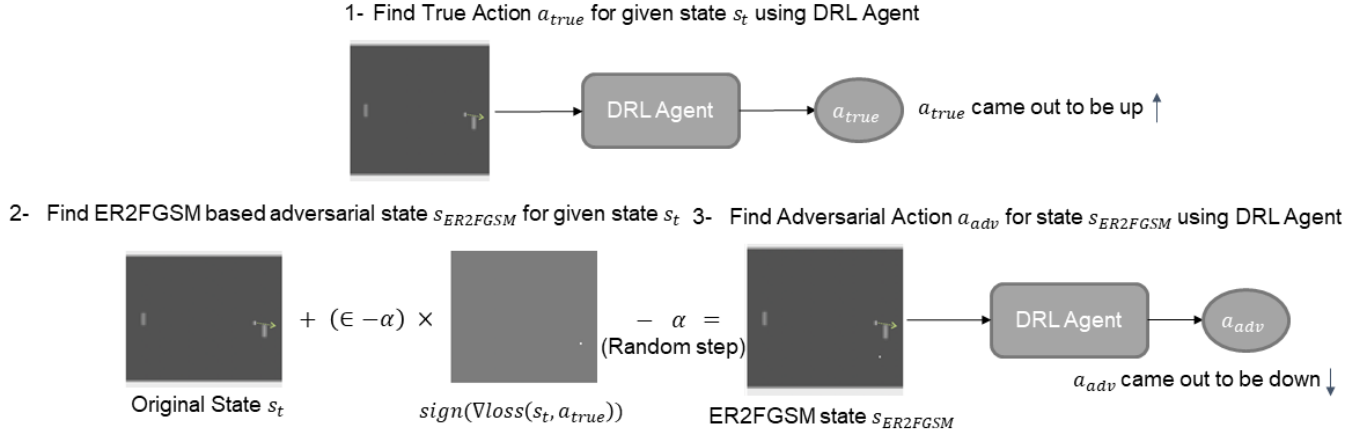 1- Find True Action a_true for given state s_t using DRL Agent
DRL Agent
a_true
a_true came out to be up ↑
2- Find ER2FGSM based adversarial state s_ER2FGSM for given state s_t
3- Find Adversarial Action a_adv for state s_ER2FGSM using DRL Agent
+ (∈ −α) ×
− α =
(Random step)
DRL Agent
a_adv
a_adv came out to be down ↓
Original State s_t
sign(∇loss(s_t, a_true))
ER2FGSM state s_ER2FGSM